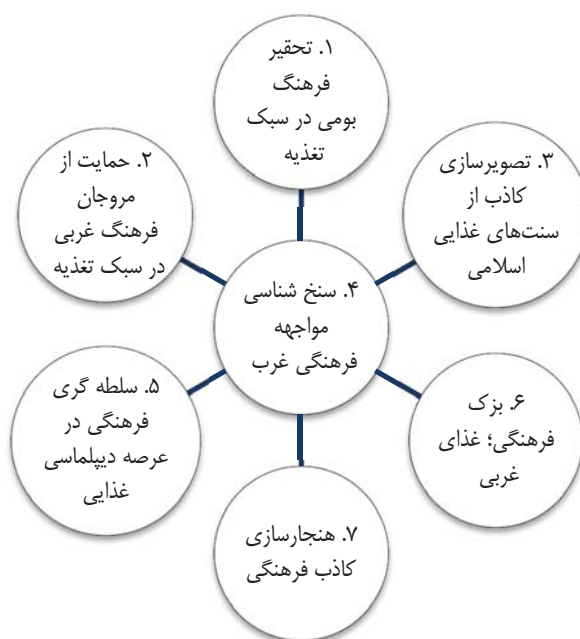 ۱. تحقیر
فرهنگ
بومی در سبک
تغذیه
۲. حمایت از
مروجان
فرهنگ غربی
در سبک تغذیه
۳. تصویرسازی
کاذب از
سنت‌های غذایی
اسلامی
۴. سنخ شناسی
مواجهه
فرهنگی غرب
۵. سلطه گری
فرهنگی در
عرصه دیپلماسی
غذایی
۶. بزک
فرهنگی؛ غذای
غربی
۷. هنجارسازی
کاذب فرهنگی